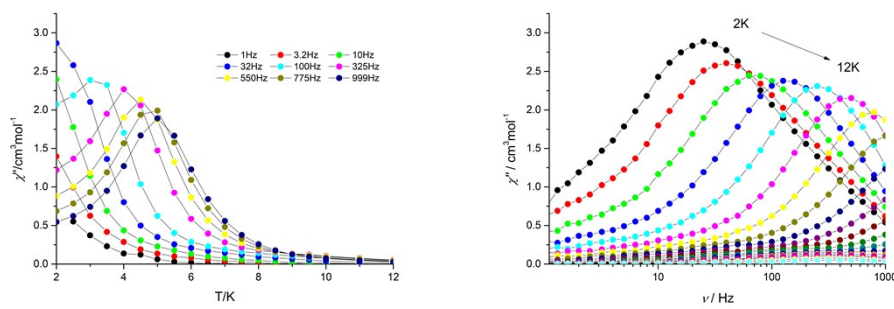 3.0
2.5
2.0
1.5
1.0
0.5
0.0
χ''/cm³mol⁻¹
1Hz 3.2Hz 10Hz
32Hz 100Hz 325Hz
550Hz 775Hz 999Hz
2 4 6 8 10 12
T/K
3.0
2.5
2.0
1.5
1.0
0.5
0.0
χ'' / cm³mol⁻¹
2K
12K
10 100 1000
ν / Hz